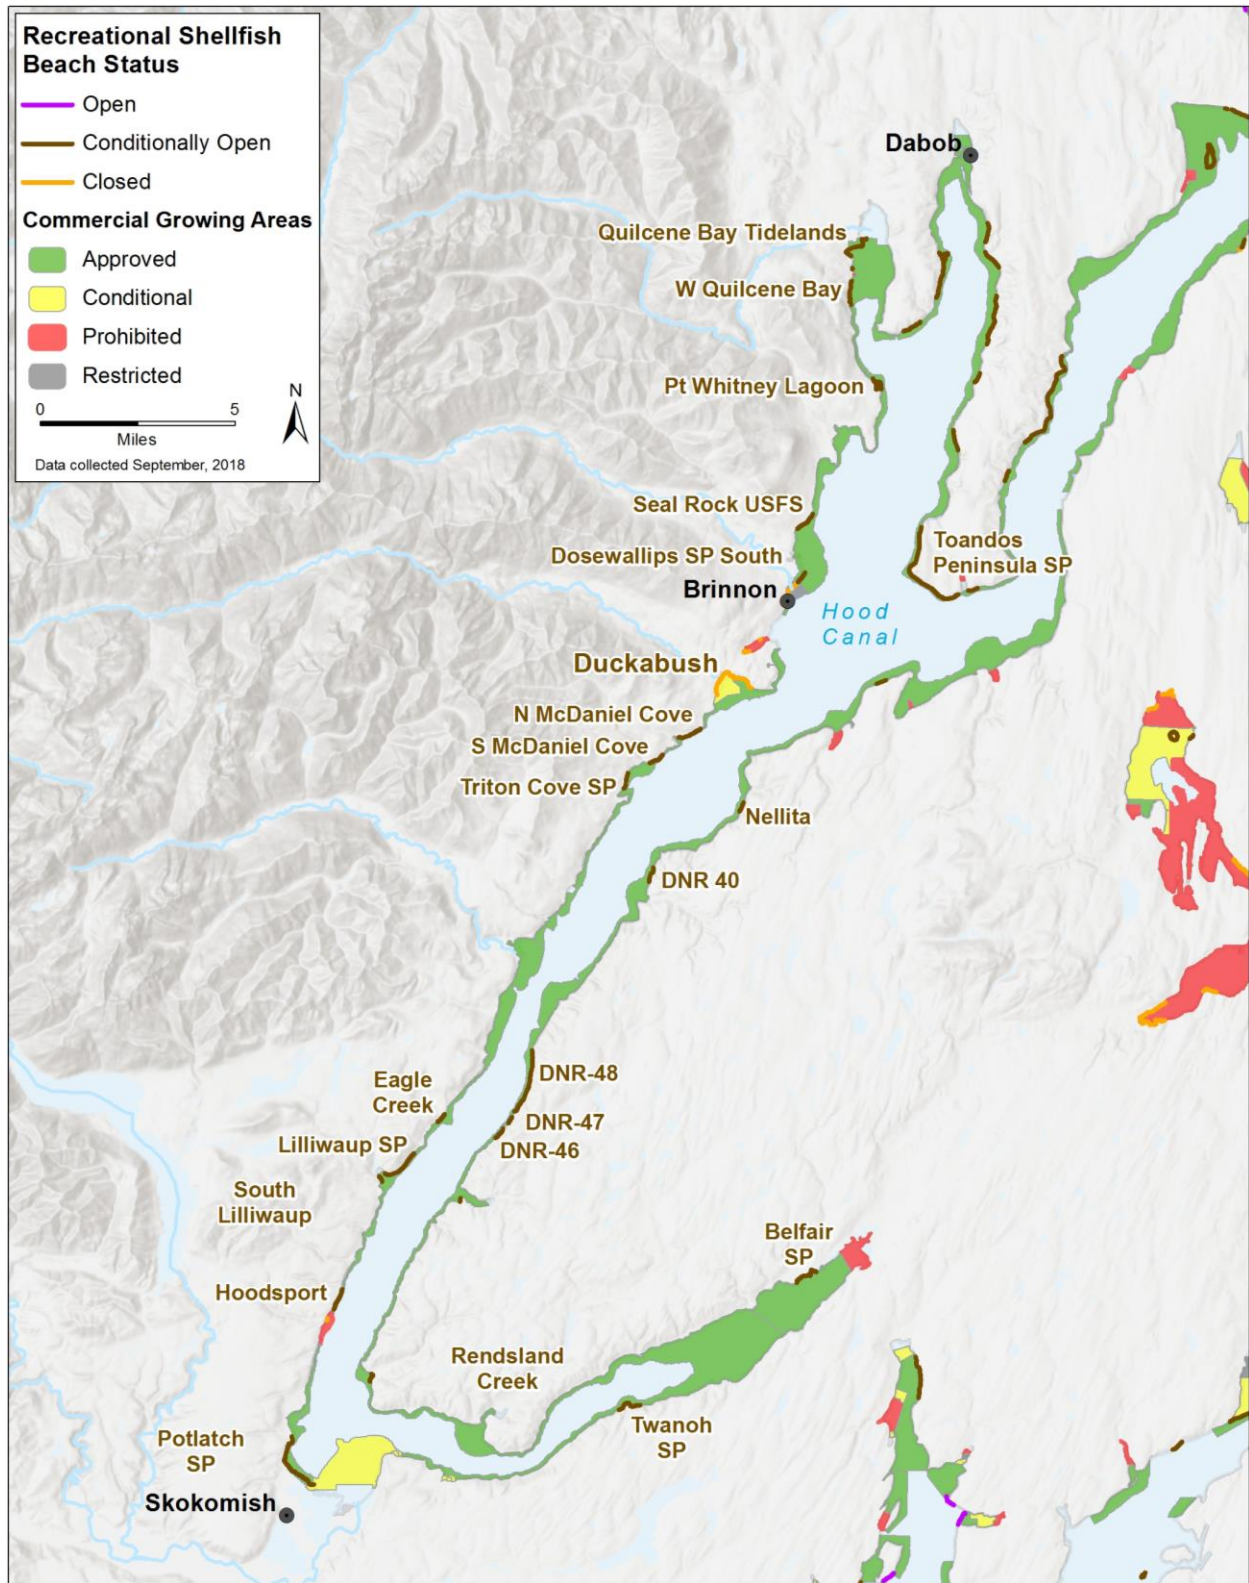 Recreational Shellfish
Beach Status
Open
Conditionally Open
Closed
Commercial Growing Areas
Approved
Conditional
Prohibited
Restricted
N
0 5
Miles
Data collected September, 2018
Dabob
Quilcene Bay Tidelands
W Quilcene Bay
Pt Whitney Lagoon
Seal Rock USFS
Dosewallips SP South
Brinnon
Toandos
Peninsula SP
Hood
Canal
Duckabush
N McDaniel Cove
S McDaniel Cove
Triton Cove SP
Nellita
DNR 40
DNR-48
Eagle
Creek
DNR-47
Lilliwaup SP
DNR-46
South
Lilliwaup
Belfair
SP
Hoodsport
Rendsland
Creek
Twanoh
SP
Potlatch
SP
Skokomish